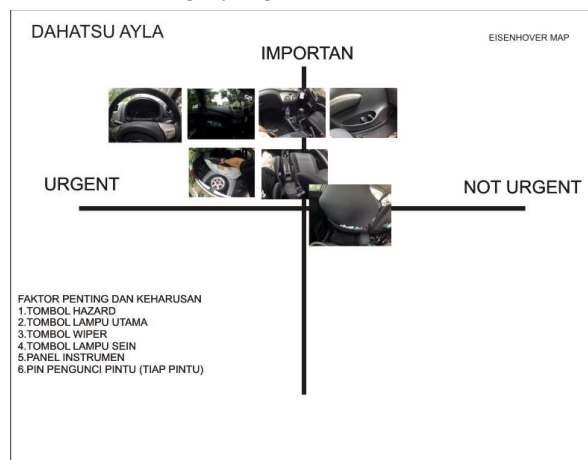 DAHATSU AYLA
EISENHOVER MAP
IMPORTAN
URGENT
NOT URGENT
FAKTOR PENTING DAN KEHARUSAN
1.TOMBOL HAZARD
2.TOMBOL LAMPU UTAMA
3.TOMBOL WIPER
4.TOMBOL LAMPU SEIN
5.PANEL INSTRUMEN
6.PIN PENGUNCI PINTU (TIAP PINTU)